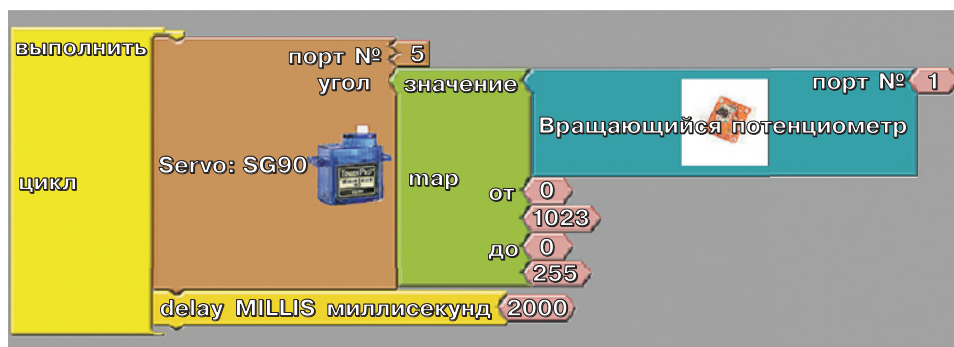 выполнить
цикл
порт № 5
угол
Servo: SG90
значение
map
порт № 1
Вращающийся потенциометр
от 0
1023
до 0
255
delay MILLIS миллисекунд 2000